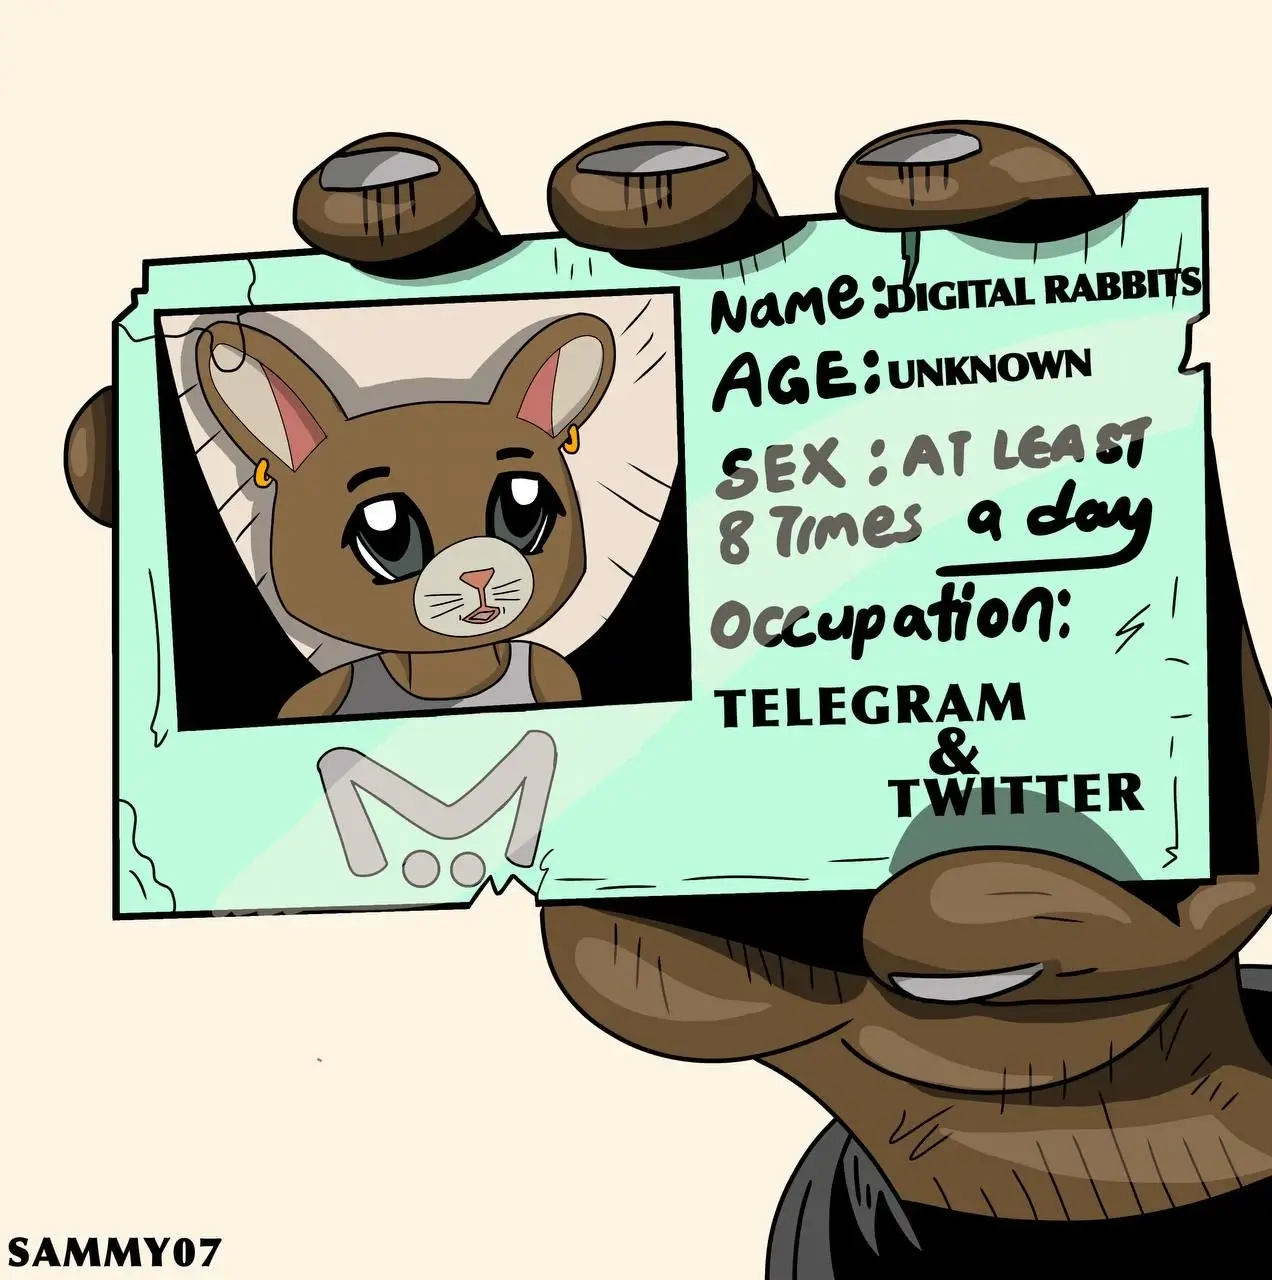 Name: DIGITAL RABBITS
AGE: UNKNOWN
SEX: AT LEAST
8 Times a day
Occupation:
TELEGRAM
&
TWITTER
M
SAMMY07